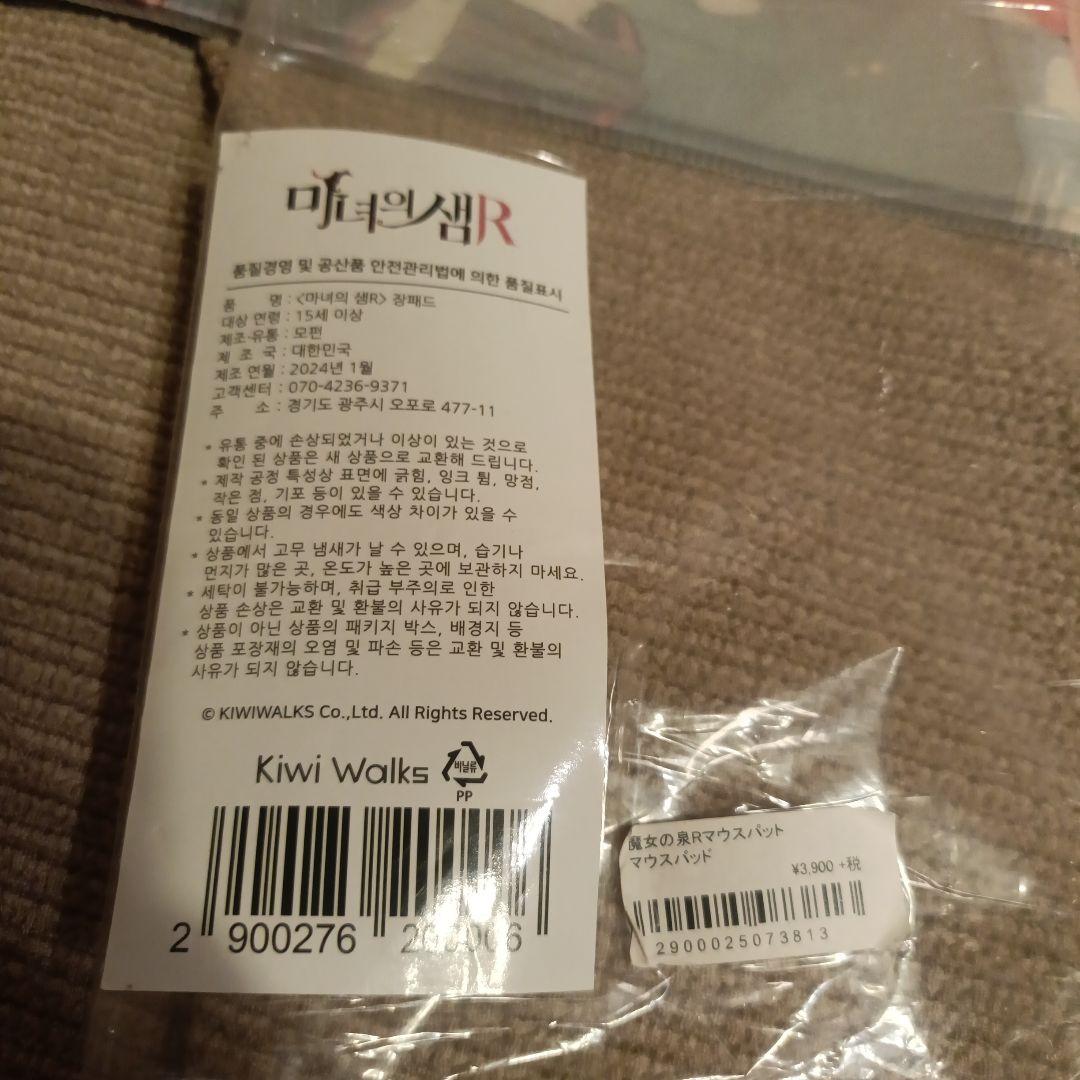 마녀의 샘R
품질경영 및 공산품 안전관리법에 의한 품질표시
품 명 : <마녀의 샘R> 장패드
대상 연령 : 15세 이상
제조·유통 : 모펀
제 조 국 : 대한민국
제조 연월 : 2024년 1월
고객센터 : 070-4236-9371
주 소 : 경기도 광주시 오포로 477-11
* 유통 중에 손상되었거나 이상이 있는 것으로
확인 된 상품은 새 상품으로 교환해 드립니다.
* 제작 공정 특성상 표면에 긁힘, 잉크 튐, 망점,
작은 점, 기포 등이 있을 수 있습니다.
* 동일 상품의 경우에도 색상 차이가 있을 수
있습니다.
* 상품에서 고무 냄새가 날 수 있으며, 습기나
먼지가 많은 곳, 온도가 높은 곳에 보관하지 마세요.
* 세탁이 불가능하며, 취급 부주의로 인한
상품 손상은 교환 및 환불의 사유가 되지 않습니다.
* 상품이 아닌 상품의 패키지 박스, 배경지 등
상품 포장재의 오염 및 파손 등은 교환 및 환불의
사유가 되지 않습니다.
© KIWIWALKS Co.,Ltd. All Rights Reserved.
Kiwi Walks
비닐류
PP
2 900276
魔女の泉Rマウスパット
マウスパッド
¥3,900 +税
2900025073813